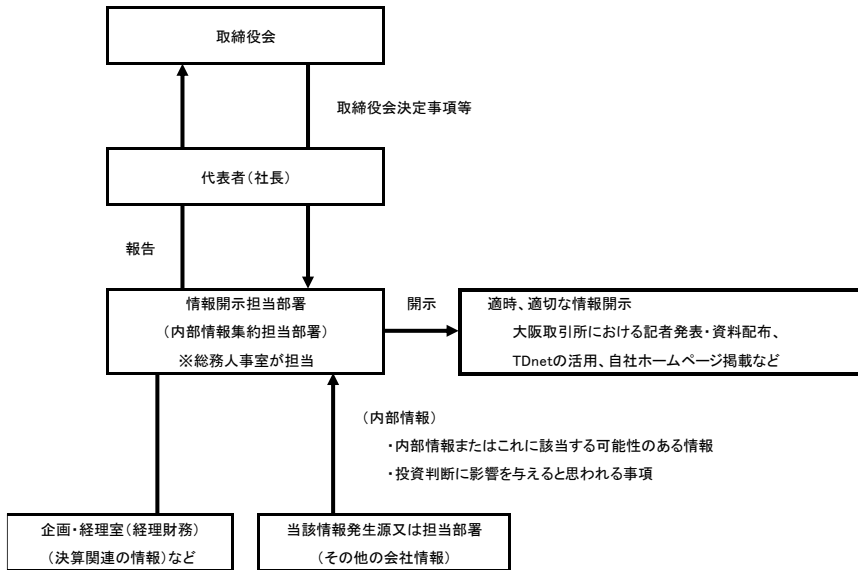 取締役会
取締役会決定事項等
代表者(社長)
報告
情報開示担当部署
(内部情報集約担当部署)
※総務人事室が担当
開示
適時、適切な情報開示
大阪取引所における記者発表・資料配布、
TDnetの活用、自社ホームページ掲載など
(内部情報)
・内部情報またはこれに該当する可能性のある情報
・投資判断に影響を与えると思われる事項
企画・経理室(経理財務)
(決算関連の情報)など
当該情報発生源又は担当部署
(その他の会社情報)